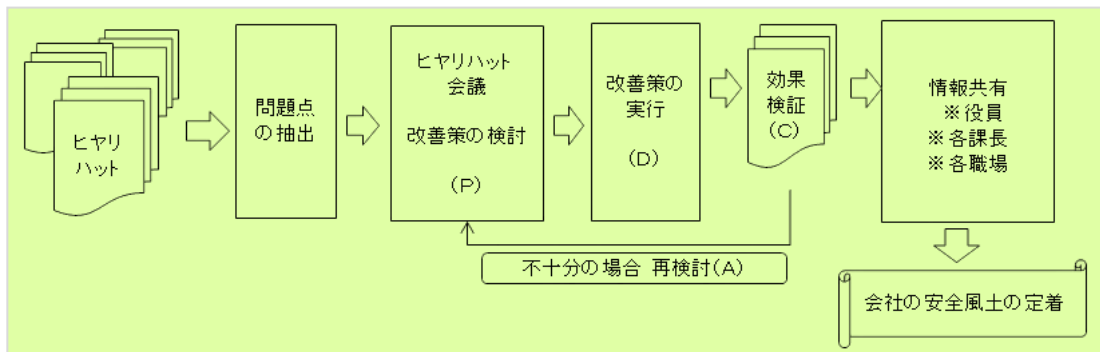 ヒヤリ
ハット
問題点
の抽出
ヒヤリハット
会議
改善策の検討
(P)
改善策の
実行
(D)
効果
検証
(C)
情報共有
※役員
※各課長
※各職場
不十分の場合 再検討(A)
会社の安全風土の定着